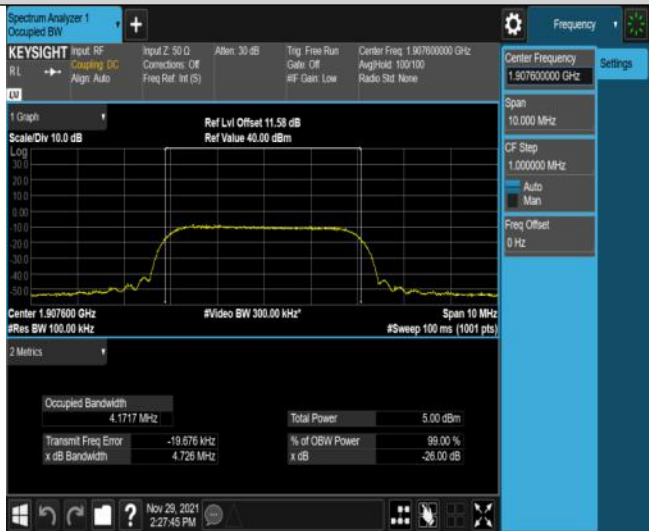 Spectrum Analyzer 1
Occupied BW
+
Frequency
KEYSIGHT
RL
Input: RF
Coupling: DC
Align: Auto
Input Z: 50 Ω
Corrections: Off
Freq Ref: Int (S)
Atten: 30 dB
Trig: Free Run
Gate: Off
#IF Gain: Low
Center Freq: 1.907600000 GHz
Avg|Hold: 100/100
Radio Std: None
1 Graph
Scale/Div 10.0 dB
Ref Lvl Offset 11.58 dB
Ref Value 40.00 dBm
Log
30.0
20.0
10.0
0.00
-10.0
-20.0
-30.0
-40.0
-50.0
Center 1.907600 GHz
#Res BW 100.00 kHz
#Video BW 300.00 kHz*
Span 10 MHz
#Sweep 100 ms (1001 pts)
2 Metrics
Occupied Bandwidth
4.1717 MHz
Transmit Freq Error -19.676 kHz
x dB Bandwidth 4.726 MHz
Total Power 5.00 dBm
% of OBW Power 99.00 %
x dB -26.00 dB
Center Frequency
1.907600000 GHz
Settings
Span
10.000 MHz
CF Step
1.000000 MHz
Auto
Man
Freq Offset
0 Hz
?
Nov 29, 2021
2:27:45 PM